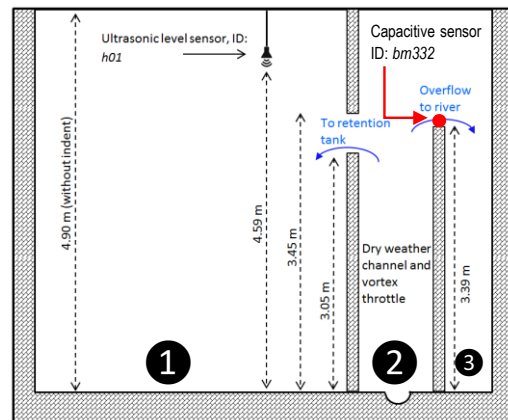 Ultrasonic level sensor, ID:
h01
Capacitive sensor
ID: bm332
Overflow
to river
To retention
tank
4.90 m (without indent)
4.59 m
3.45 m
3.05 m
Dry weather
channel and
vortex
throttle
3.39 m
1
2
3